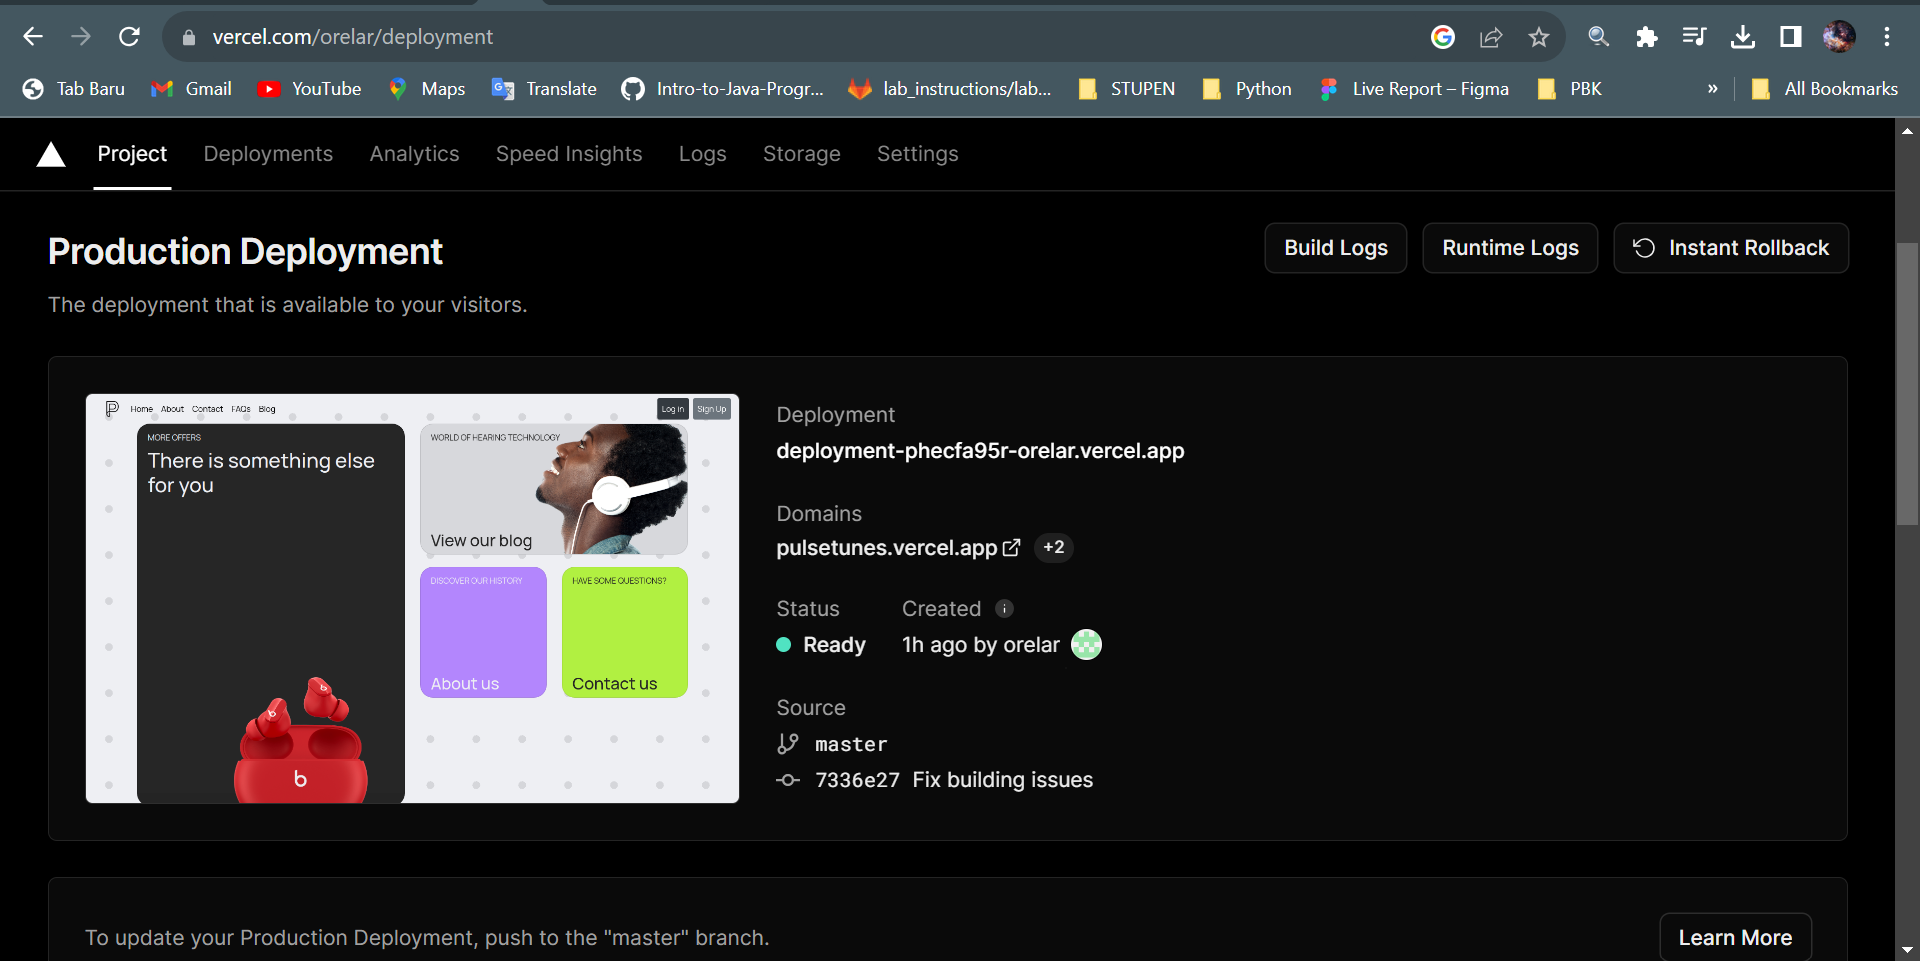 vercel.com/orelar/deployment
Tab Baru Gmail YouTube Maps Translate Intro-to-Java-Progr... lab_instructions/lab... STUPEN Python Live Report – Figma PBK » All Bookmarks
Project Deployments Analytics Speed Insights Logs Storage Settings
Production Deployment
Build Logs Runtime Logs Instant Rollback
The deployment that is available to your visitors.
Home About Contact FAQs Blog Log in Sign Up
MORE OFFERS
There is something else
for you
b
WORLD OF HEARING TECHNOLOGY
View our blog
DISCOVER OUR HISTORY
About us
HAVE SOME QUESTIONS?
Contact us
Deployment
deployment-phecfa95r-orelar.vercel.app
Domains
pulsetunes.vercel.app +2
Status Created
Ready 1h ago by orelar
Source
master
7336e27 Fix building issues
To update your Production Deployment, push to the "master" branch.
Learn More